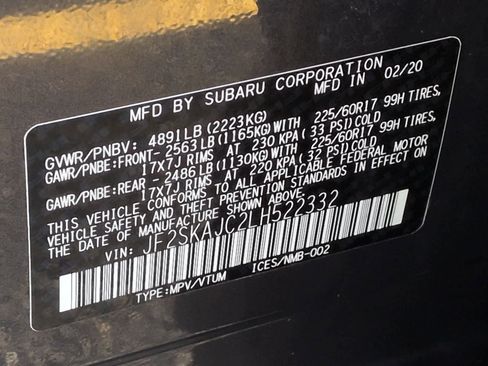 MFD BY SUBARU CORPORATION
MFD IN 02/20
GVWR/PNBV: 4891LB(2223KG)
GAWR/PNBE:FRONT-2563LB(1165KG)WITH 225/60R17 99H TIRES,
17X7J RIMS AT 230 KPA(33 PSI)COLD
GAWR/PNBE:REAR -2486LB(1130KG)WITH 225/60R17 99H TIRES,
17X7J RIMS AT 220 KPA(32 PSI)COLD
THIS VEHICLE CONFORMS TO ALL APPLICABLE FEDERAL MOTOR
VEHICLE SAFETY AND THEFT PREVENTION STANDARDS IN EFFECT ON
THE DATE OF MANUFACTURE SHOWN ABOVE.
VIN: JF2SKAJC2LH522332
TYPE:MPV/VTUM ICES/NMB-002